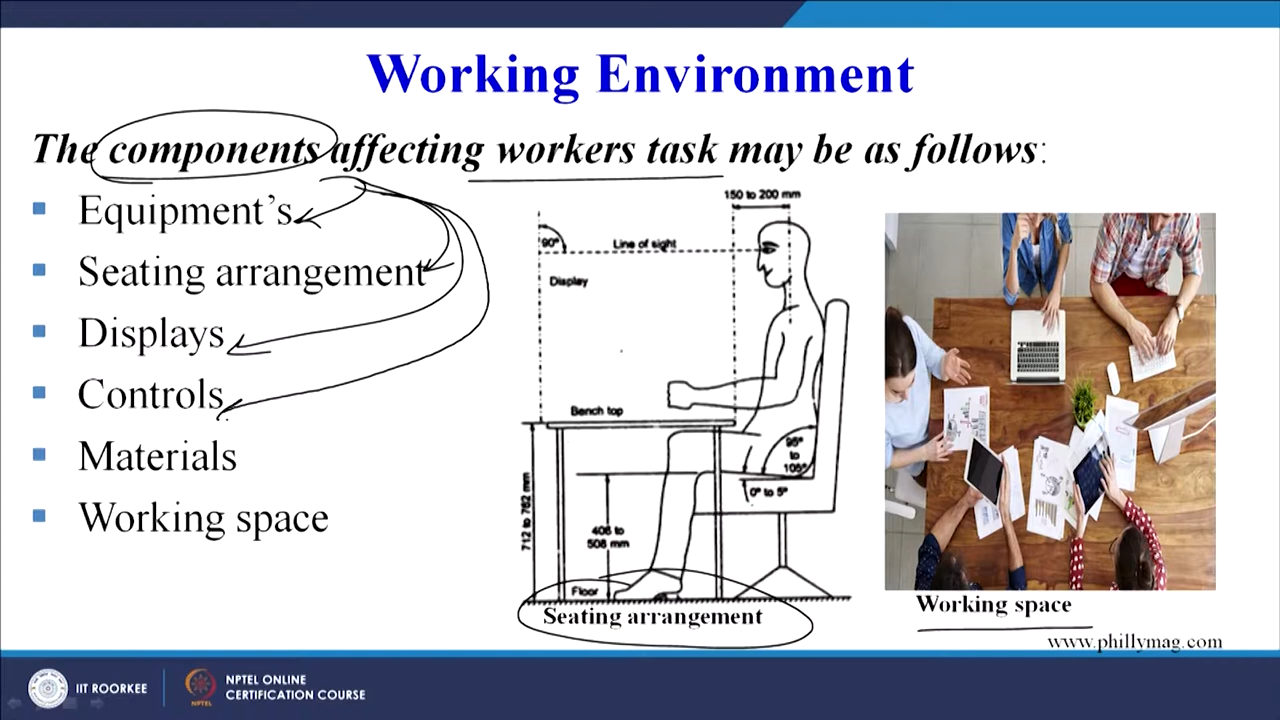 Working Environment
The components affecting workers task may be as follows:
Equipment's
Seating arrangement
Displays
Controls
Materials
Working space
150 to 200 mm
90°
Line of sight
Display
Bench top
95°
to
105°
0° to 5°
712 to 762 mm
406 to
508 mm
Floor
Seating arrangement
Working space
www.phillymag.com
IIT ROORKEE
NPTEL
NPTEL ONLINE
CERTIFICATION COURSE